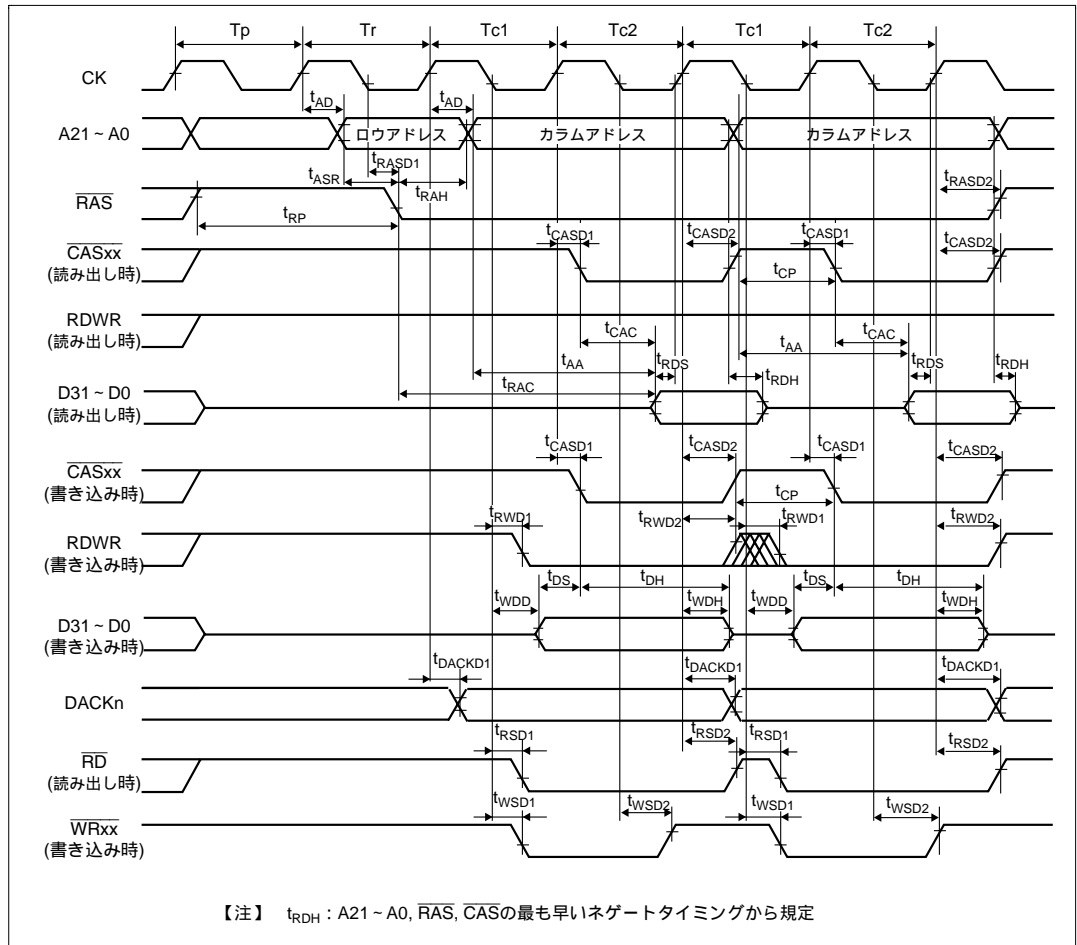 Tp Tr Tc1 Tc2 Tc1 Tc2
CK
tAD tAD
A21 ~ A0 ロウアドレス カラムアドレス カラムアドレス
tRASD1
tASR tRAH tRASD2
RAS
tRP
tCASD1 tCASD2 tCASD1 tCASD2
CASxx
(読み出し時)
tCP
RDWR
(読み出し時)
tCAC tCAC
tAA tAA
tRDS tRDS
tRAC tRDH tRDH
D31 ~ D0
(読み出し時)
tCASD1 tCASD2 tCASD1 tCASD2
CASxx
(書き込み時)
tCP
tRWD1 tRWD2 tRWD1 tRWD2
RDWR
(書き込み時)
tDS tDH tDS tDH
tWDD tWDH tWDD tWDH
D31 ~ D0
(書き込み時)
tDACKD1 tDACKD1 tDACKD1
DACKn
tRSD1 tRSD2 tRSD1 tRSD2
RD
(読み出し時)
tWSD1 tWSD2 tWSD1 tWSD2
WRxx
(書き込み時)
【注】 tRDH : A21 ~ A0, RAS, CASの最も早いネゲートタイミングから規定